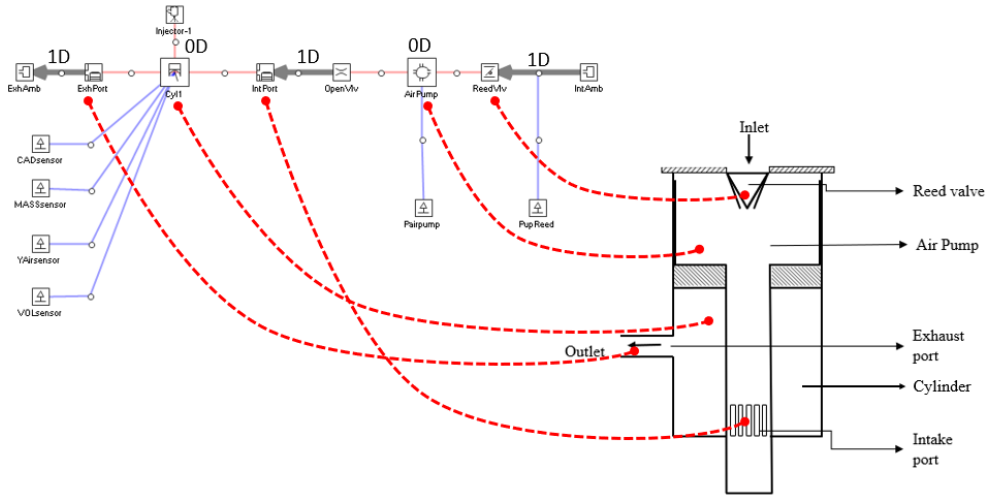 Injector-1
1D
0D
1D
0D
1D
ExhAmb
ExhPort
Cyl1
IntPort
OpenVlv
AirPump
ReedVlv
IntAmb
CADsensor
MASSsensor
YAirsensor
VOLsensor
Pairpump
PupReed
Inlet
Reed valve
Air Pump
Outlet
Exhaust
port
Cylinder
Intake
port